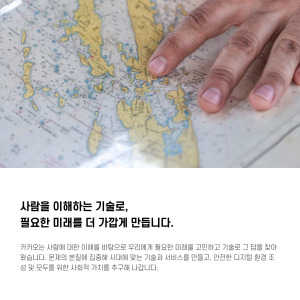 사람을 이해하는 기술로,
필요한 미래를 더 가깝게 만듭니다.
카카오는 사람에 대한 이해를 바탕으로 우리에게 필요한 미래를 고민하고 기술로 그 답을 찾아
왔습니다. 문제의 본질에 집중해 시대에 맞는 기술과 서비스를 만들고, 안전한 디지털 환경 조
성 및 모두를 위한 사회적 가치를 추구해 나갑니다.